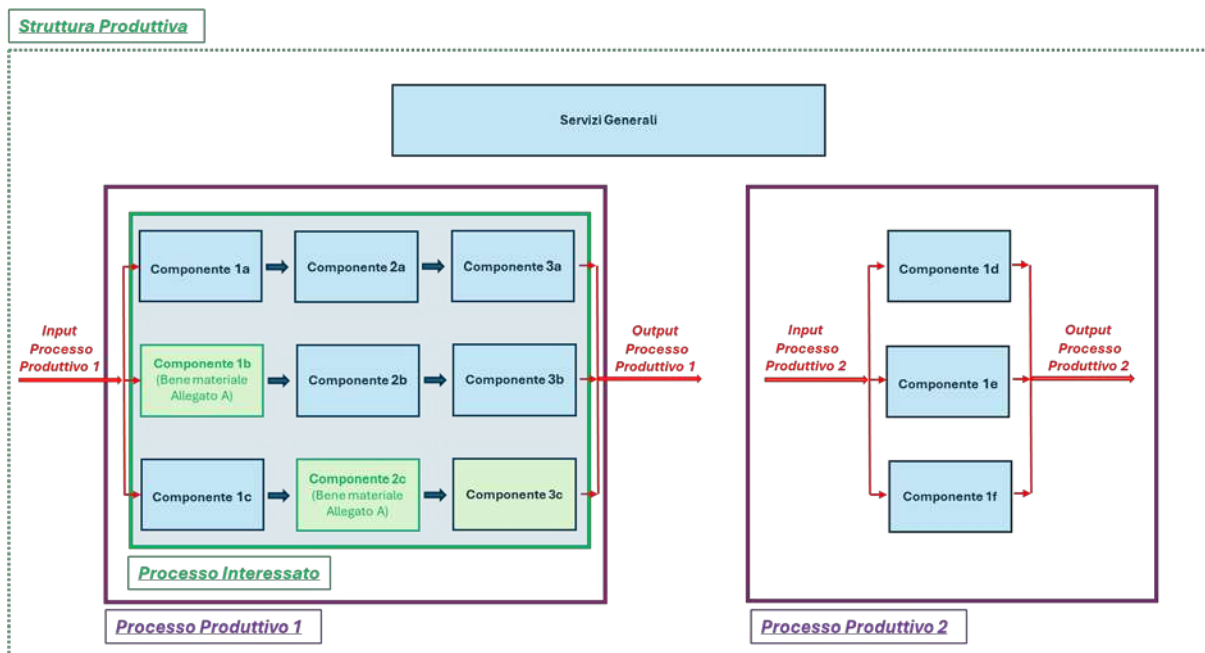 Struttura Produttiva
Servizi Generali
Componente 1a
Componente 2a
Componente 3a
Componente 1d
Input
Processo
Produttivo 1
Componente 1b
(Bene materiale
Allegato A)
Componente 2b
Componente 3b
Output
Processo
Produttivo 1
Input
Processo
Produttivo 2
Componente 1e
Output
Processo
Produttivo 2
Componente 1c
Componente 2c
(Bene materiale
Allegato A)
Componente 3c
Componente 1f
Processo Interessato
Processo Produttivo 1
Processo Produttivo 2